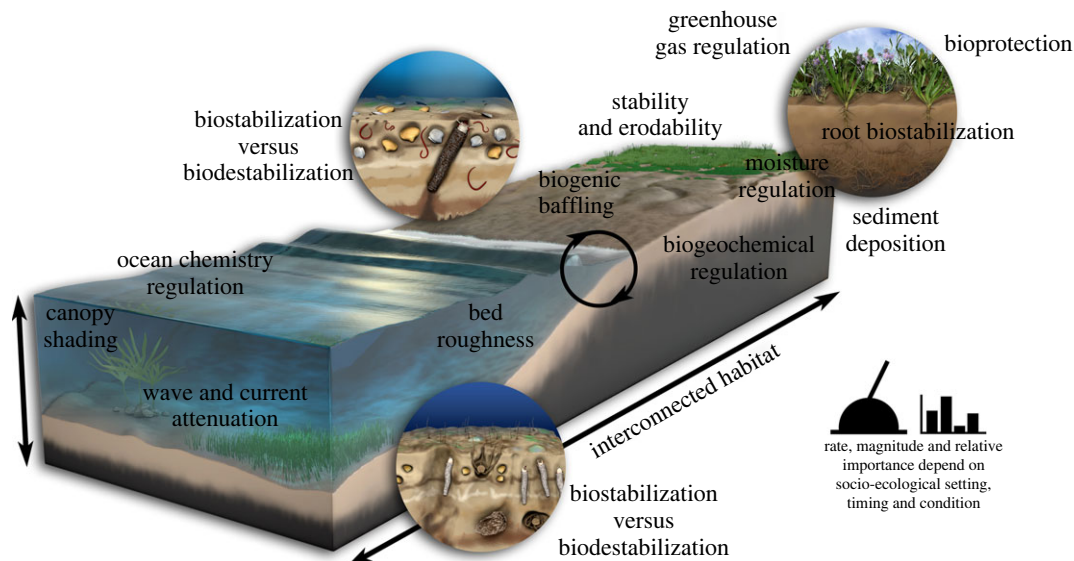 greenhouse
gas regulation
bioprotection
biostabilization
versus
biodestabilization
stability
and erodability
root biostabilization
moisture
regulation
biogenic
baffling
sediment
deposition
ocean chemistry
regulation
biogeochemical
regulation
canopy
shading
bed
roughness
wave and current
attenuation
interconnected habitat
rate, magnitude and relative
importance depend on
socio-ecological setting,
timing and condition
biostabilization
versus
biodestabilization